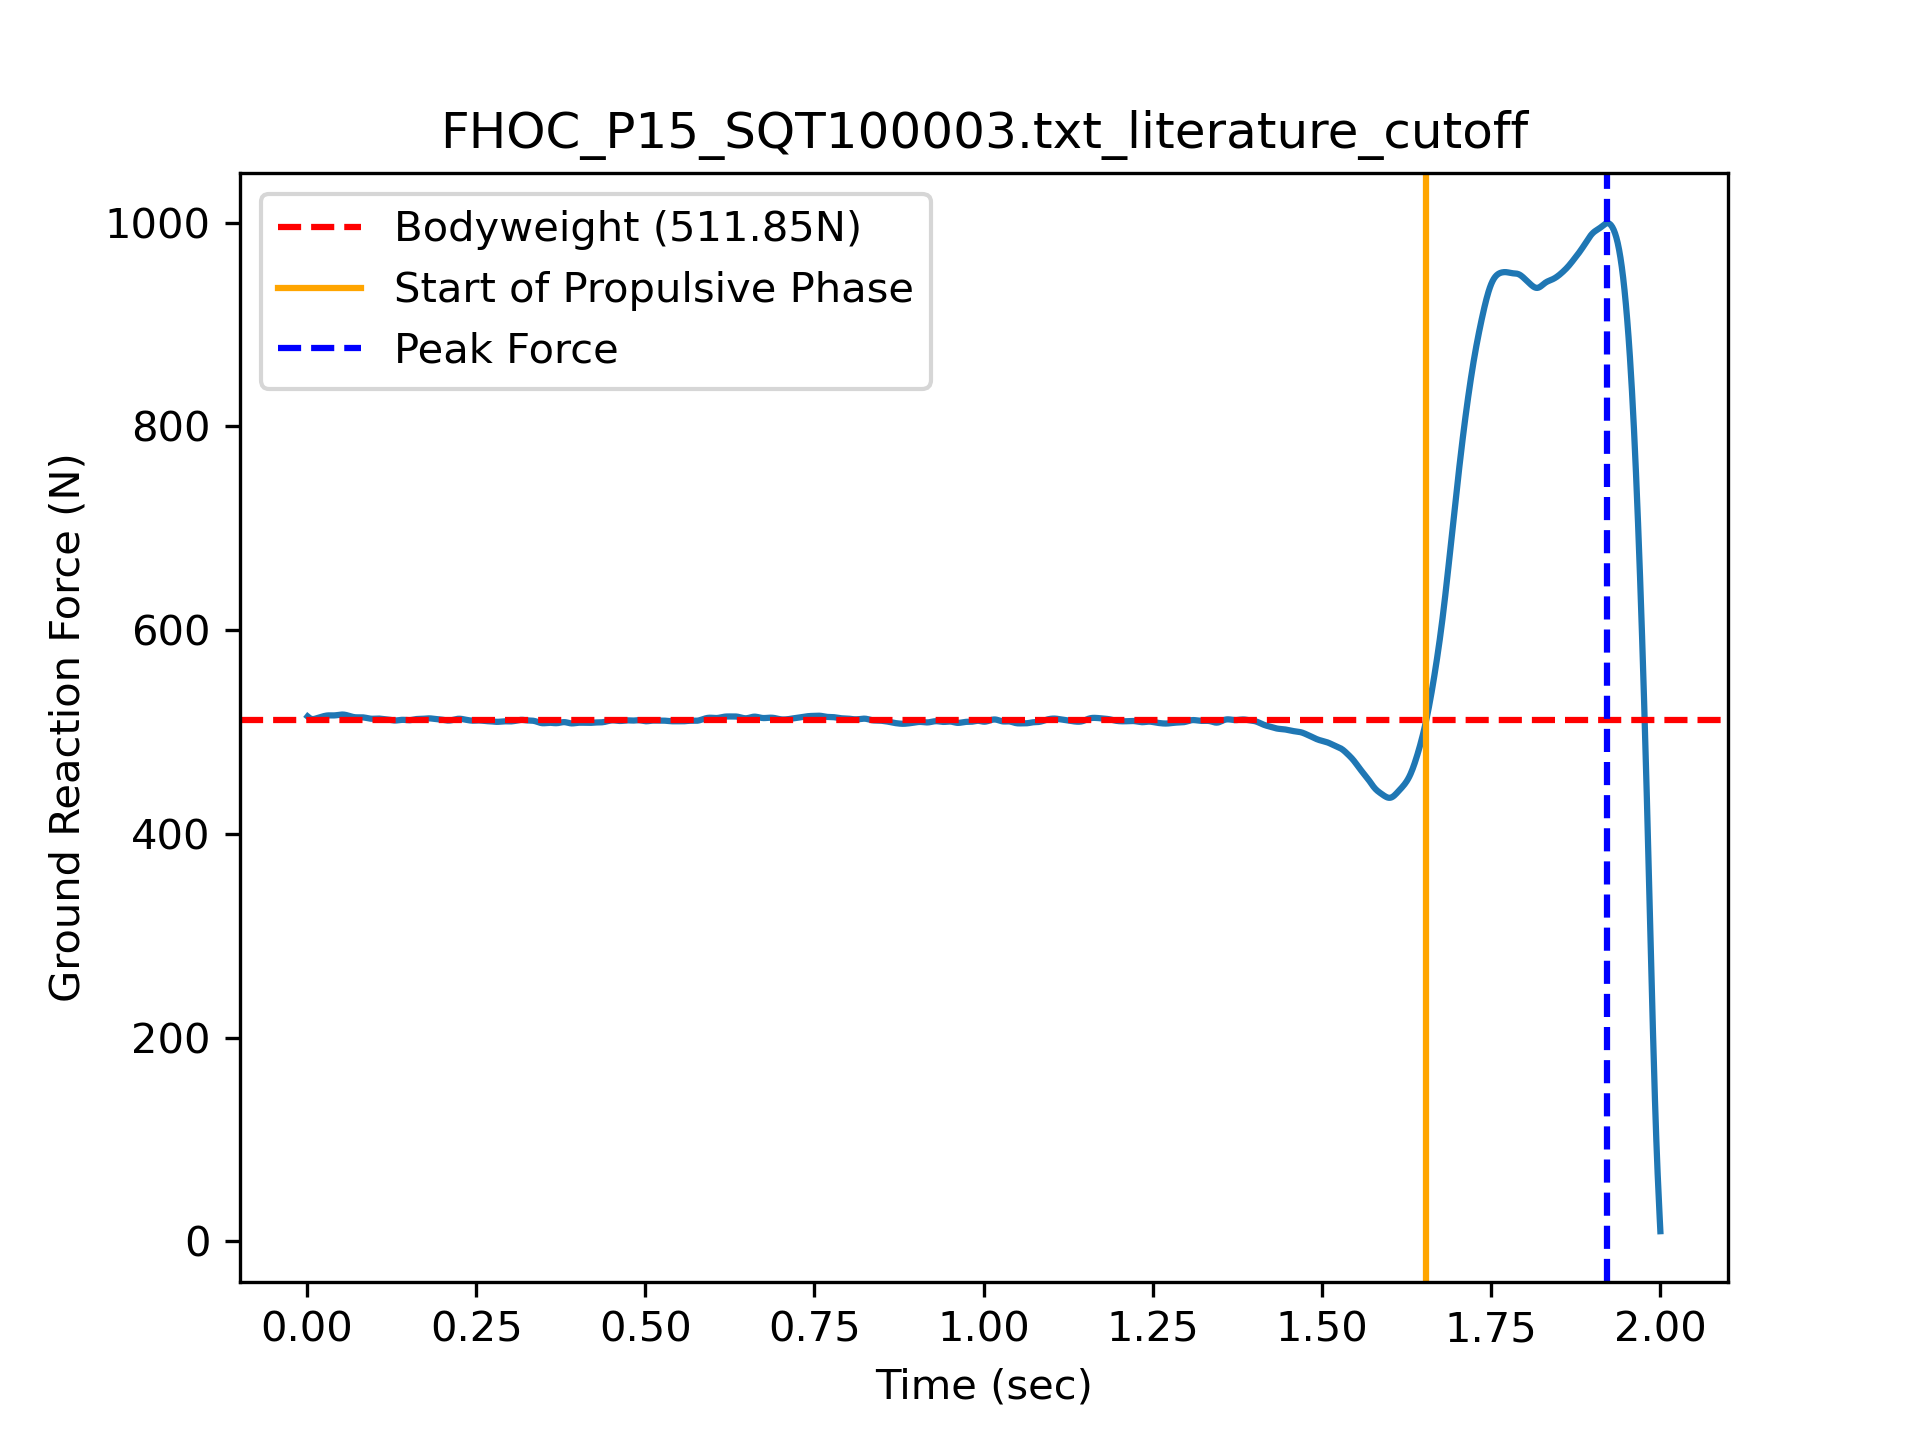 FHOC_P15_SQT100003.txt_literature_cutoff
Bodyweight (511.85N)
Start of Propulsive Phase
Peak Force
1000
800
600
400
200
0
Ground Reaction Force (N)
0.00 0.25 0.50 0.75 1.00 1.25 1.50 1.75 2.00
Time (sec)